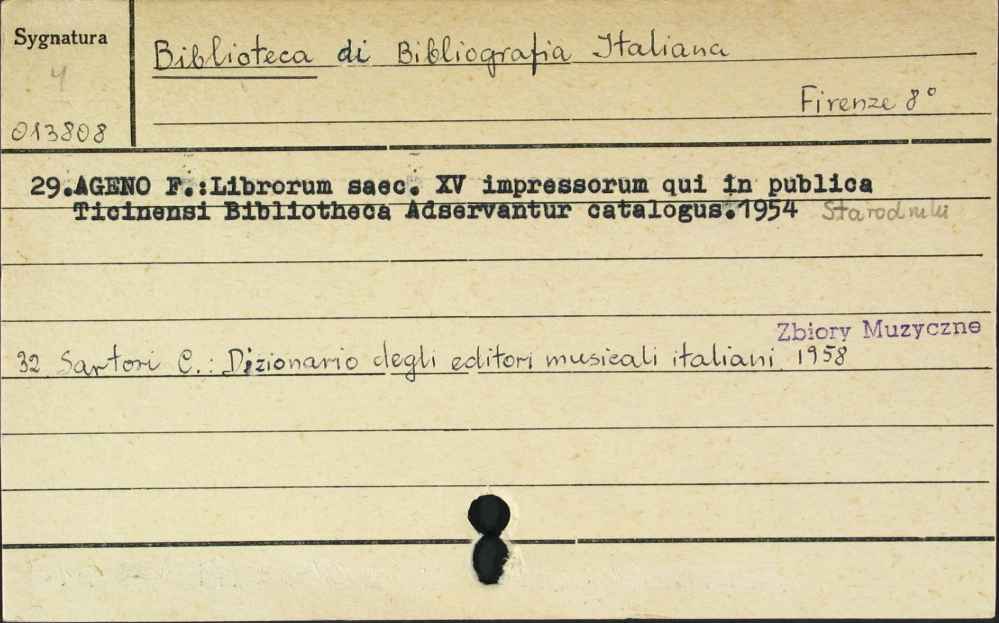 Sygnatura
4
013808
Biblioteca di Bibliografia Italiana
Firenze 8°
29.AGENO F.:Librorum saec. XV impressorum qui in publica
Ticinensi Bibliotheca Adservantur catalogus.1954 Starodruki
Zbiory Muzyczne
32 Sartori C.: Dizionario degli editori musicali italiani 1958